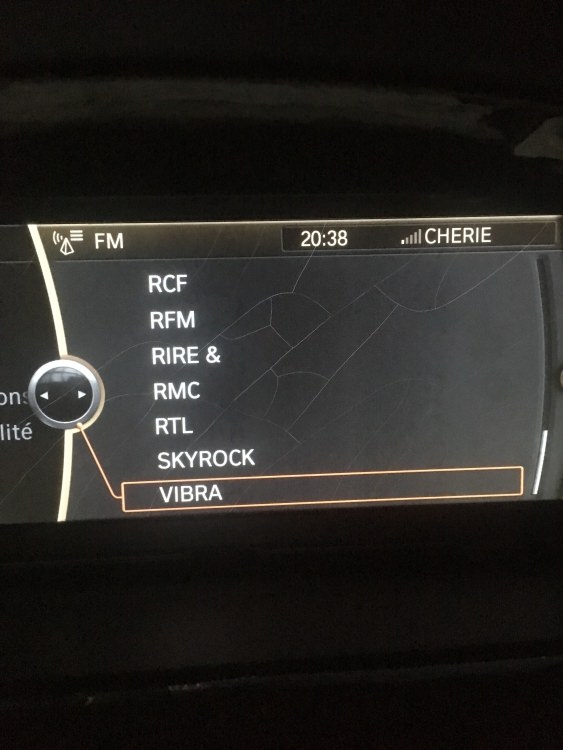 FM 20:38 CHERIE
RCF
RFM
RIRE &
RMC
ons
RTL
lité
SKYROCK
VIBRA